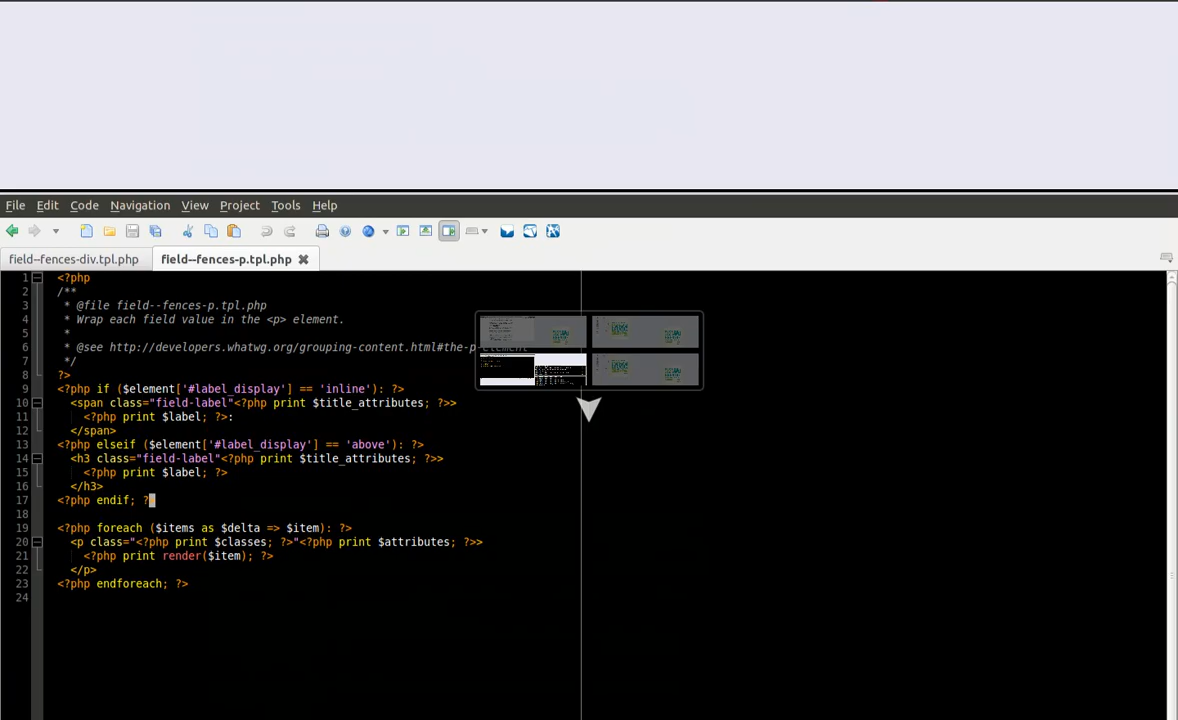 File Edit Code Navigation View Project Tools Help
field--fences-div.tpl.php field--fences-p.tpl.php
1 <?php
2 /**
3  * @file field--fences-p.tpl.php
4  * Wrap each field value in the <p> element.
5  *
6  * @see http://developers.whatwg.org/grouping-content.html#the-p-element
7  */
8 ?>
9 <?php if ($element['#label_display'] == 'inline'): ?>
10   <span class="field-label"<?php print $title_attributes; ?>>
11     <?php print $label; ?>:
12   </span>
13 <?php elseif ($element['#label_display'] == 'above'): ?>
14   <h3 class="field-label"<?php print $title_attributes; ?>>
15     <?php print $label; ?>
16   </h3>
17 <?php endif; ?
18
19 <?php foreach ($items as $delta => $item): ?>
20   <p class="<?php print $classes; ?>"<?php print $attributes; ?>>
21     <?php print render($item); ?>
22   </p>
23 <?php endforeach; ?>
24